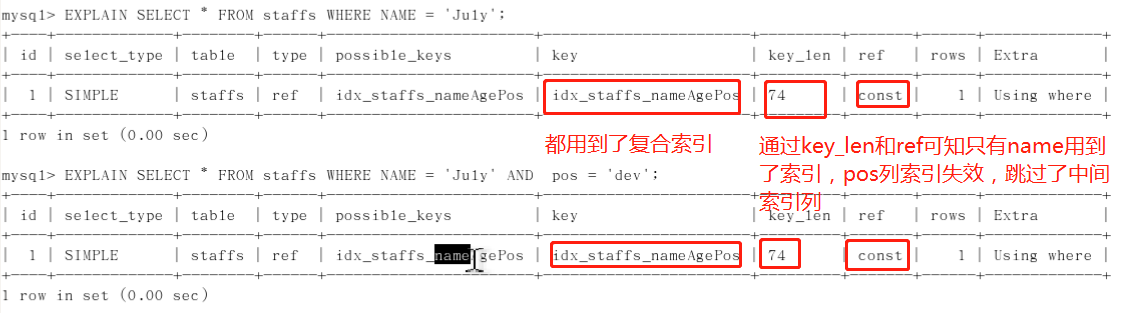 mysql> EXPLAIN SELECT * FROM staffs WHERE NAME = 'July';
+----+-------------+--------+------+-----------------------+-----------------------+---------+-------+------+-------------+
| id | select_type | table | type | possible_keys | key | key_len | ref | rows | Extra |
+----+-------------+--------+------+-----------------------+-----------------------+---------+-------+------+-------------+
| 1 | SIMPLE | staffs | ref | idx_staffs_nameAgePos | idx_staffs_nameAgePos | 74 | const | 1 | Using where |
+----+-------------+--------+------+-----------------------+-----------------------+---------+-------+------+-------------+
1 row in set (0.00 sec)
都用到了复合索引
通过key_len和ref可知只有name用到
了索引，pos列索引失效，跳过了中间
索引列
mysql> EXPLAIN SELECT * FROM staffs WHERE NAME = 'July' AND pos = 'dev';
+----+-------------+--------+------+-----------------------+-----------------------+---------+-------+------+-------------+
| id | select_type | table | type | possible_keys | key | key_len | ref | rows | Extra |
+----+-------------+--------+------+-----------------------+-----------------------+---------+-------+------+-------------+
| 1 | SIMPLE | staffs | ref | idx_staffs_nameAgePos | idx_staffs_nameAgePos | 74 | const | 1 | Using where |
+----+-------------+--------+------+-----------------------+-----------------------+---------+-------+------+-------------+
1 row in set (0.00 sec)